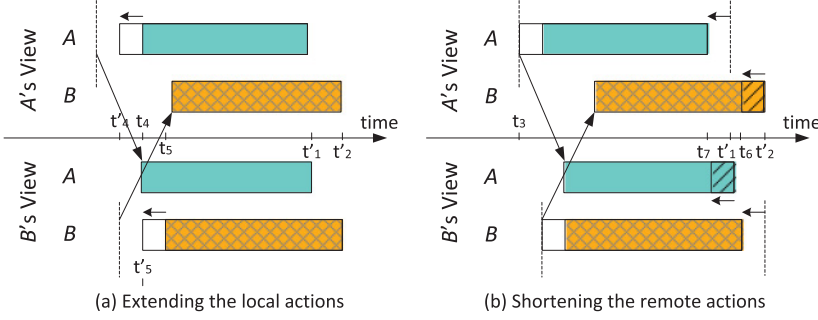 A's View
A
B
t'4 t4
t5
t'1 t'2
time
B's View
A
B
t'5
(a) Extending the local actions
A's View
A
B
t3
t7 t'1 t6 t'2
time
B's View
A
B
(b) Shortening the remote actions